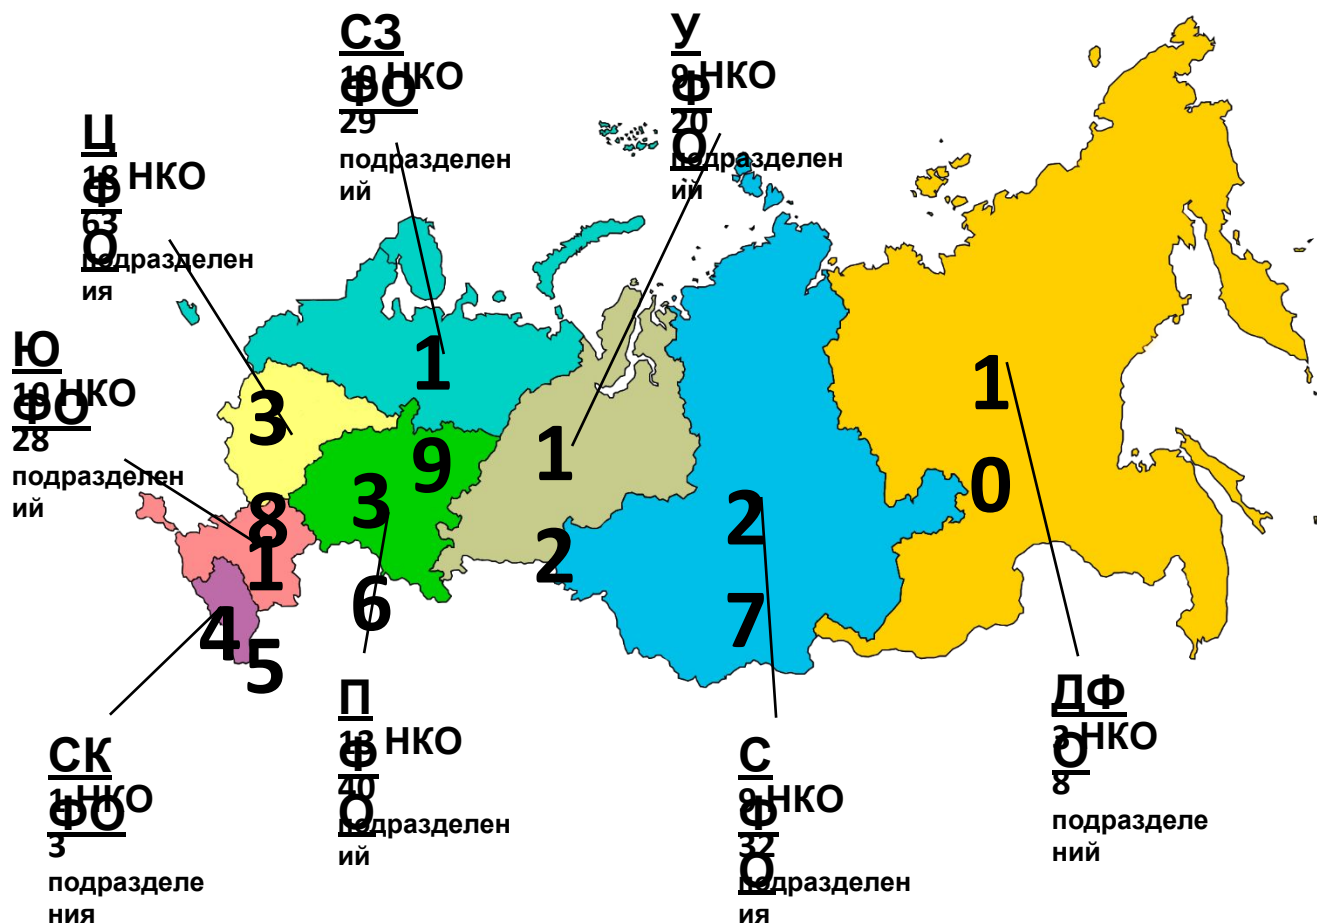 СЗ
ФО
НКО
29
подразделен
ий
У
Ф
О
9 НКО
20
подразделен
ий
Ц
Ф
О
18 НКО
63
подразделен
ия
Ю
ФО
НКО
28
подразделен
ий
1
9
3
8
1
2
1
0
3
6
2
7
1
5
4
СК
ФО
1 НКО
3
подразделе
ния
П
Ф
О
13 НКО
40
подразделен
ий
С
Ф
О
9 НКО
32
подразделен
ия
ДФ
О
3 НКО
8
подразделе
ний